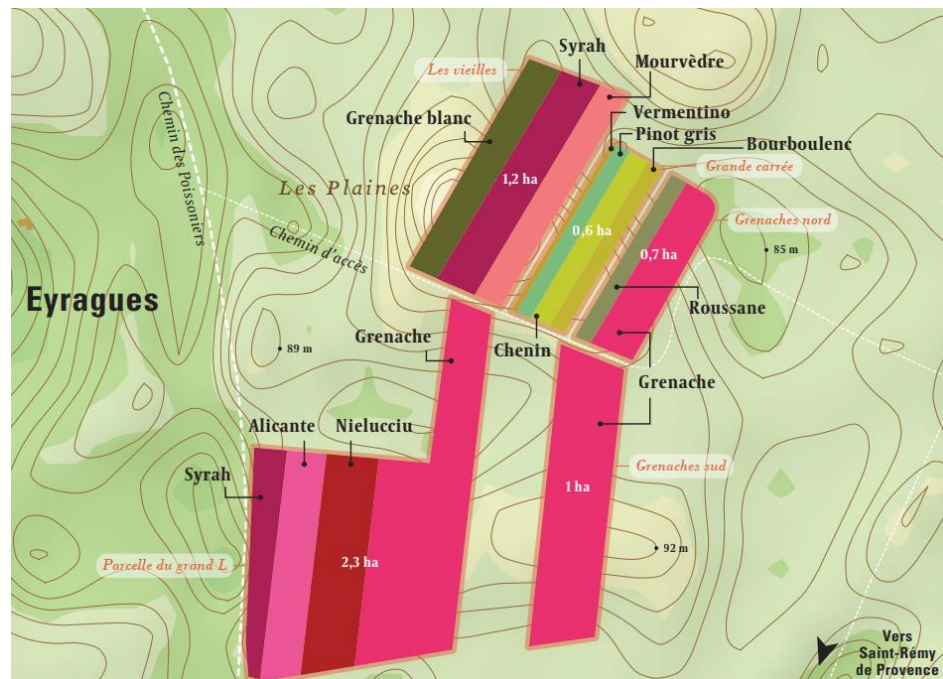 Syrah
Mourvèdre
Les vieilles
Grenache blanc
Vermentino
Pinot gris
Bourboulenc
Grande carrée
Chemin des Poissoniers
Les Plaines
1,2 ha
0,6 ha
0,7 ha
Grenaches nord
85 m
Chemin d'accès
Eyragues
Roussane
89 m
Grenache
Chenin
Grenache
Alicante
Nielucciu
Syrah
Grenaches sud
1 ha
92 m
Parcelle du grand L
2,3 ha
Vers
Saint-Rémy
de Provence